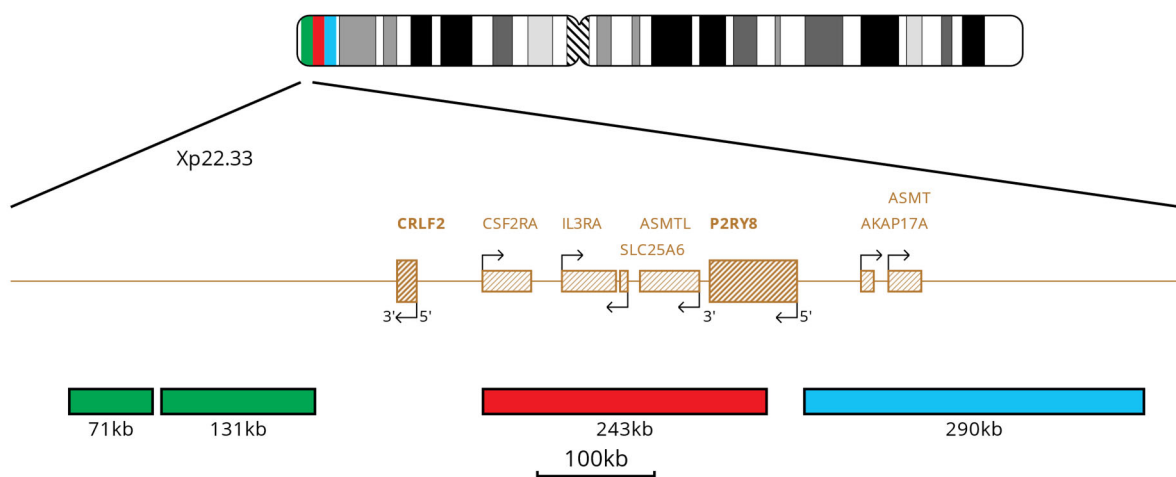 Xp22.33
ASMT
CRLF2 CSF2RA IL3RA ASMTL P2RY8 AKAP17A
SLC25A6
3' 5' 3' 5'
71kb 131kb 243kb 290kb
100kb